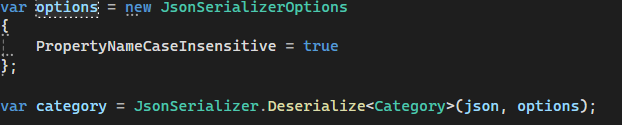 var options = new JsonSerializerOptions
{
    PropertyNameCaseInsensitive = true
};
var category = JsonSerializer.Deserialize<Category>(json, options);